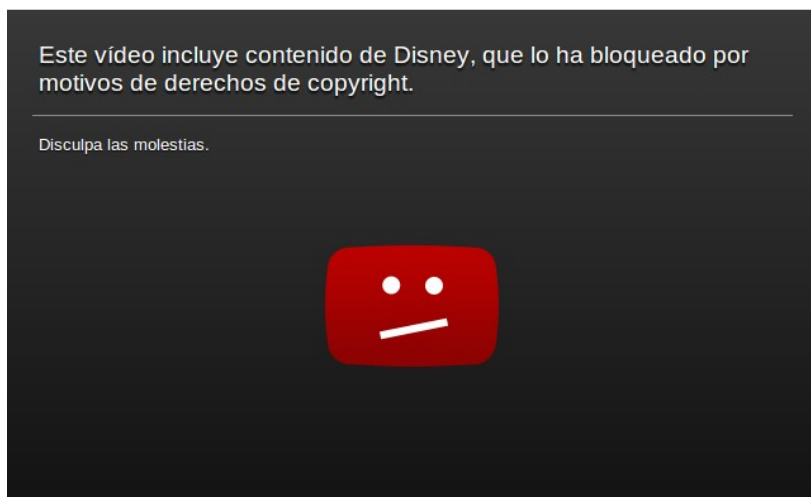 Este vídeo incluye contenido de Disney, que lo ha bloqueado por
motivos de derechos de copyright.
Disculpa las molestias.